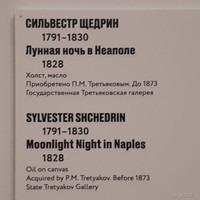 СИЛЬВЕСТР ЩЕДРИН
1791–1830
Лунная ночь в Неаполе
1828
Холст, масло
Приобретено П.М. Третьяковым. До 1873
Государственная Третьяковская галерея
SYLVESTER SHCHEDRIN
1791–1830
Moonlight Night in Naples
1828
Oil on canvas
Acquired by P.M. Tretyakov. Before 1873
State Tretyakov Gallery